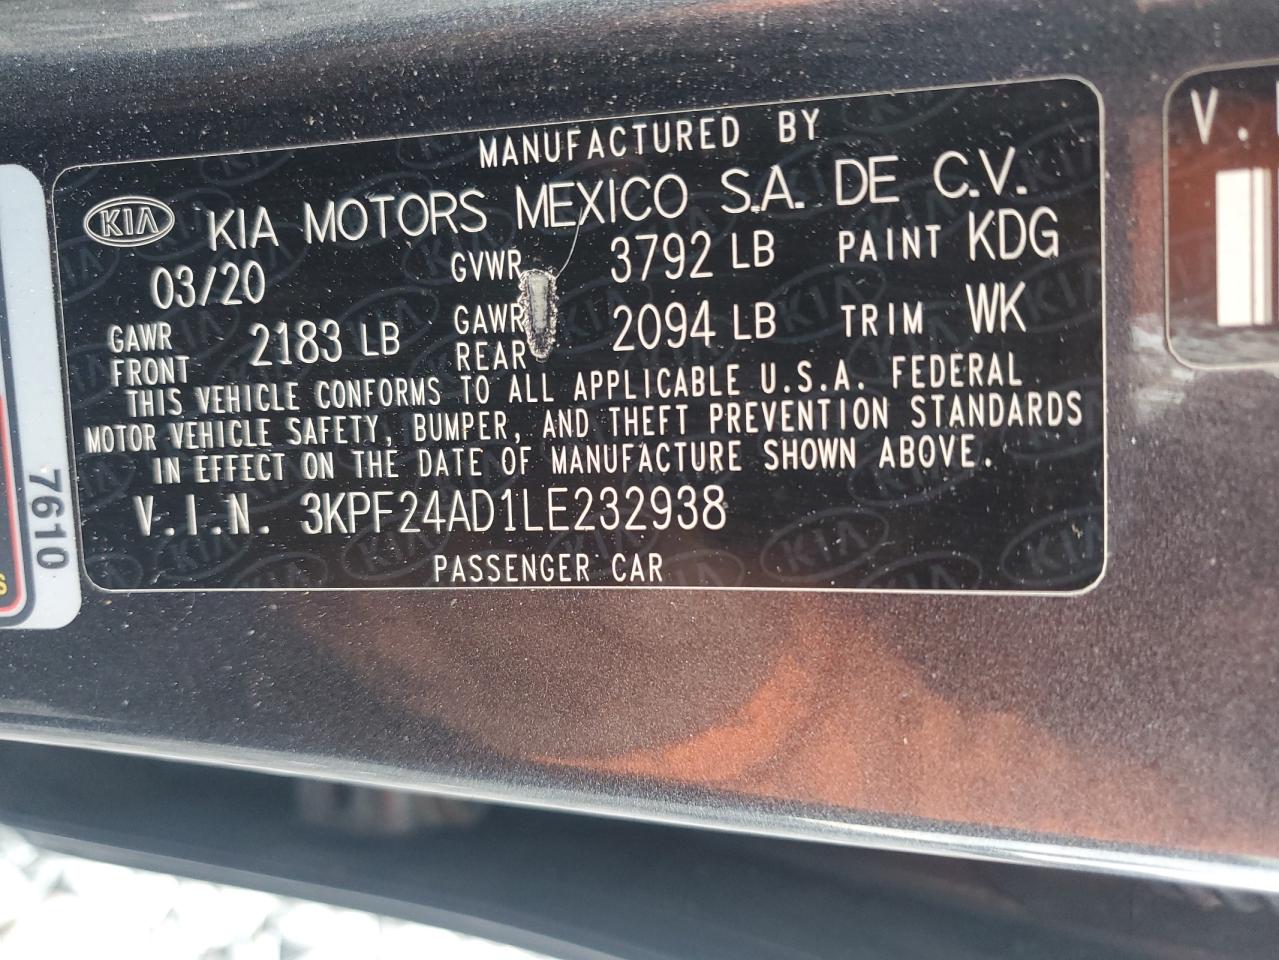 MANUFACTURED BY
KIA KIA MOTORS MEXICO S.A. DE C.V.
03/20 GVWR 3792 LB PAINT KDG
GAWR FRONT 2183 LB GAWR REAR 2094 LB TRIM WK
THIS VEHICLE CONFORMS TO ALL APPLICABLE U.S.A. FEDERAL
MOTOR VEHICLE SAFETY, BUMPER, AND THEFT PREVENTION STANDARDS
IN EFFECT ON THE DATE OF MANUFACTURE SHOWN ABOVE.
V.I.N. 3KPF24AD1LE232938
PASSENGER CAR
7610
S
V.